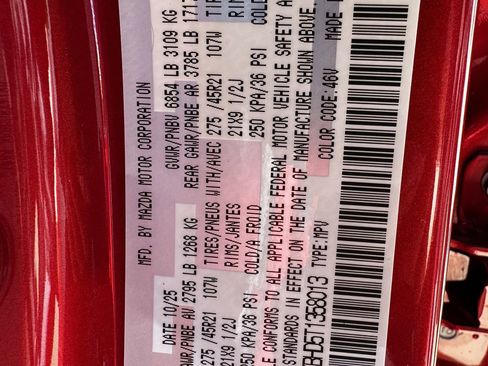 MFD. BY MAZDA MOTOR CORPORATION
DATE 10/25 GVWR/PNBV 6854 LB 3109 KG
GAWR/PNBE AV 2795 LB 1268 KG REAR GAWR/PNBE AR 3785 LB 1717
275 /45R21 107W TIRES/PNEUS WITH/AVEC 275 /45R21 107W
21X9 1/2J RIMS/JANTES 21X9 1/2J RIMS
250 KPA/36 PSI COLD/A FROID 250 KPA/36 PSI COLD
CONFORMS TO ALL APPLICABLE FEDERAL MOTOR VEHICLE SAFETY
STANDARDS IN EFFECT ON THE DATE OF MANUFACTURE SHOWN ABOVE.
BHD5T1358013 TYPE:MPV COLOR CODE:46V MADE